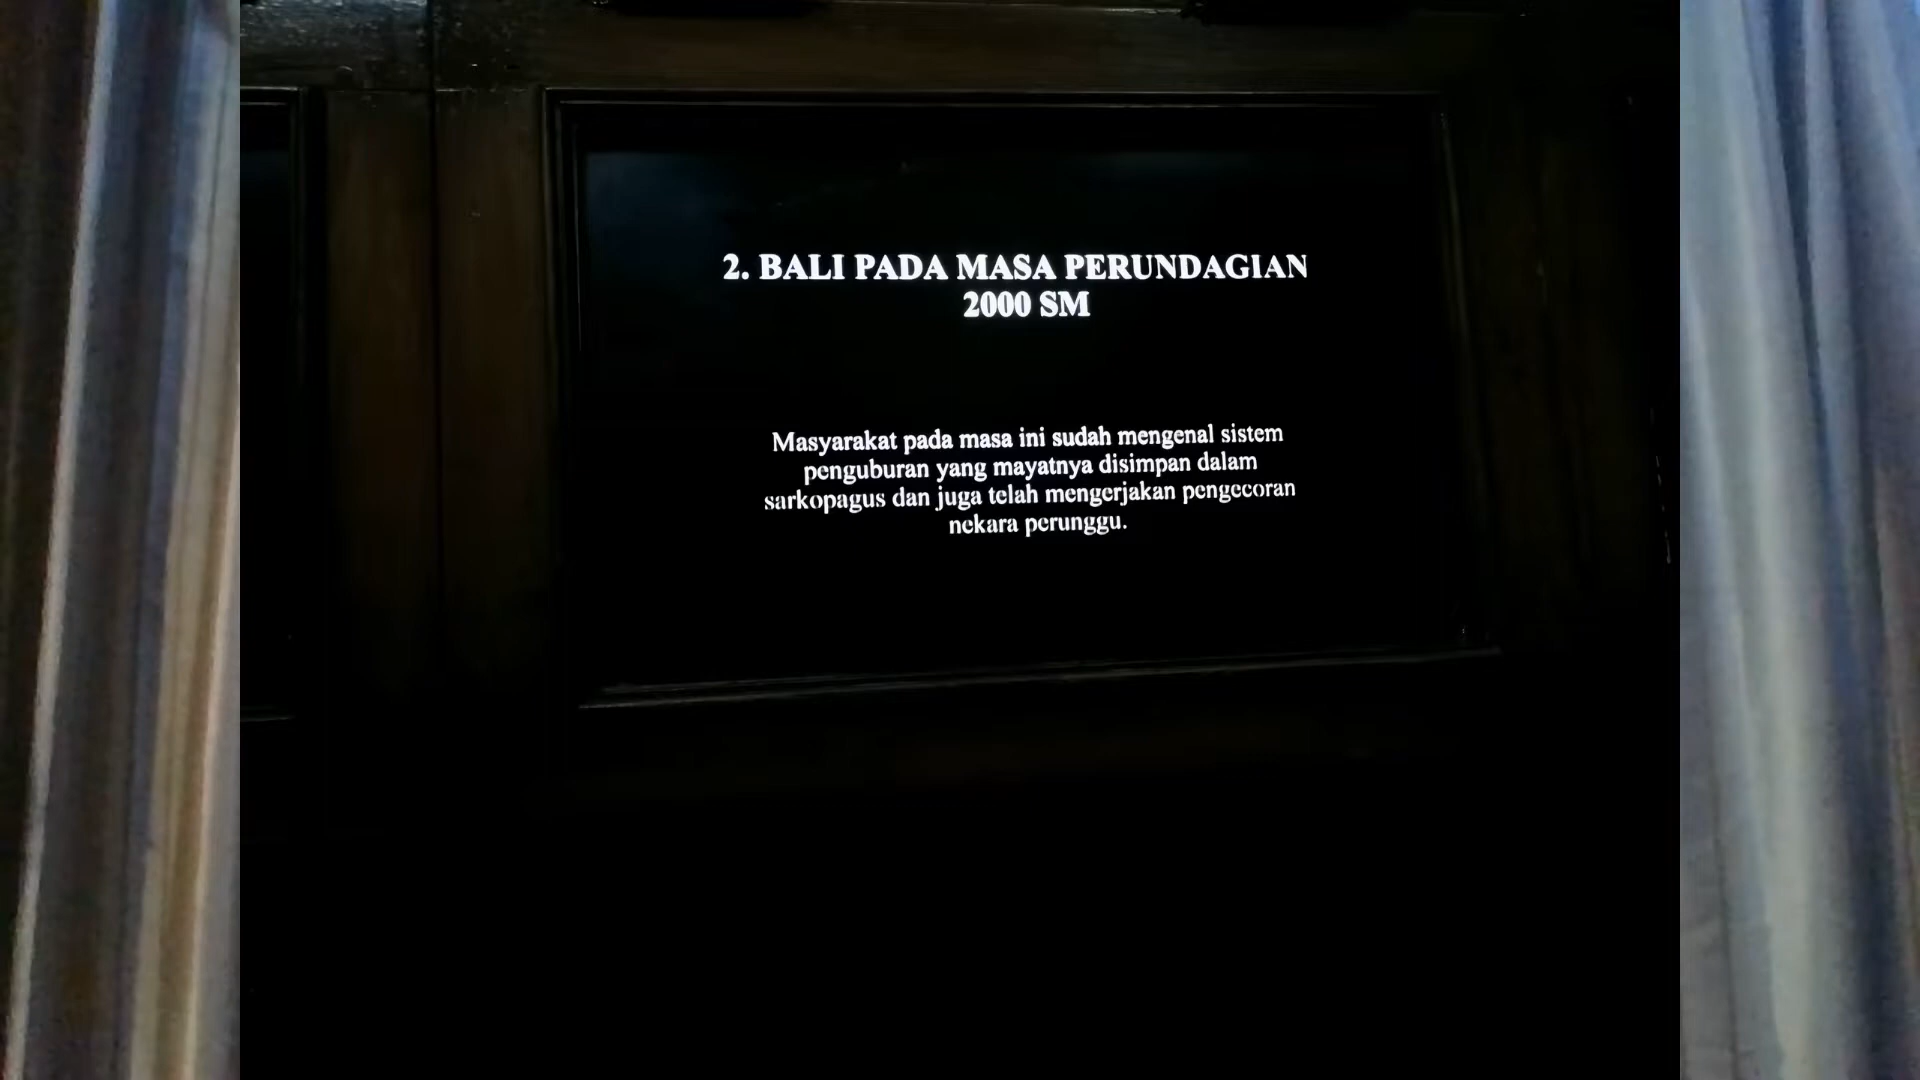 2. BALI PADA MASA PERUNDAGIAN
2000 SM
Masyarakat pada masa ini sudah mengenal sistem
penguburan yang mayatnya disimpan dalam
sarkopagus dan juga telah mengerjakan pengecoran
nekara perunggu.